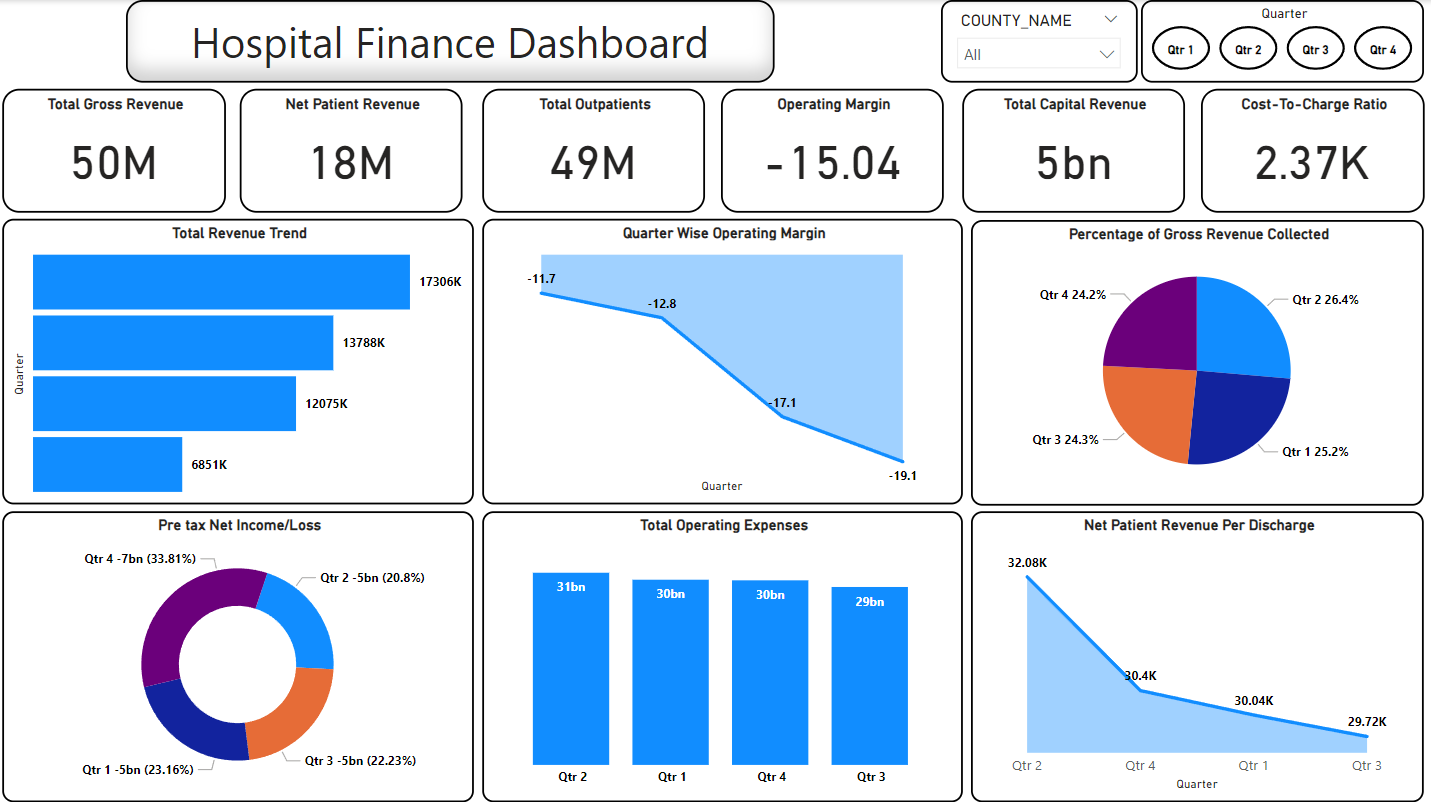 Hospital Finance Dashboard
COUNTY_NAME
All
Quarter
Qtr 1
Qtr 2
Qtr 3
Qtr 4
Total Gross Revenue
50M
Net Patient Revenue
18M
Total Outpatients
49M
Operating Margin
-15.04
Total Capital Revenue
5bn
Cost-To-Charge Ratio
2.37K
Total Revenue Trend
Quarter
17306K
13788K
12075K
6851K
Quarter Wise Operating Margin
-11.7
-12.8
-17.1
-19.1
Quarter
Percentage of Gross Revenue Collected
Qtr 4 24.2%
Qtr 2 26.4%
Qtr 3 24.3%
Qtr 1 25.2%
Pre tax Net Income/Loss
Qtr 4 -7bn (33.81%)
Qtr 2 -5bn (20.8%)
Qtr 3 -5bn (22.23%)
Qtr 1 -5bn (23.16%)
Total Operating Expenses
31bn
30bn
30bn
29bn
Qtr 2
Qtr 1
Qtr 4
Qtr 3
Net Patient Revenue Per Discharge
32.08K
30.4K
30.04K
29.72K
Qtr 2
Qtr 4
Qtr 1
Qtr 3
Quarter